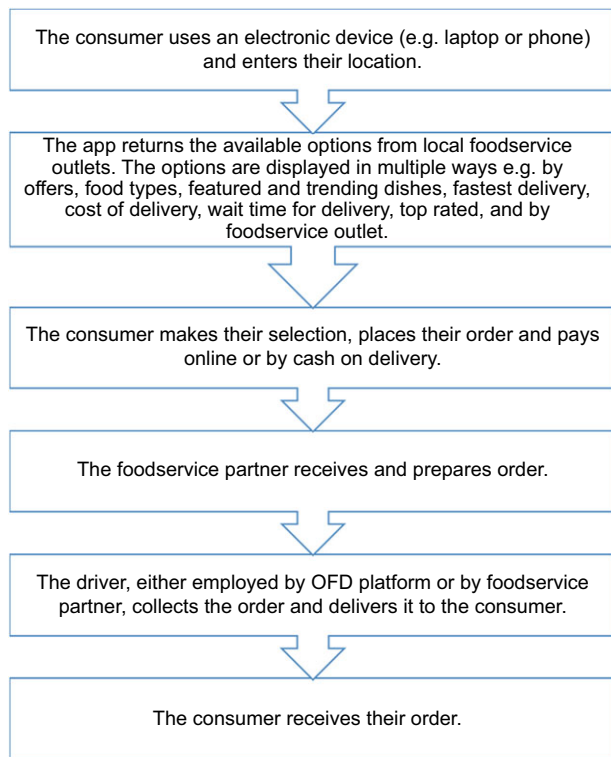 The consumer uses an electronic device (e.g. laptop or phone)
and enters their location.
The app returns the available options from local foodservice
outlets. The options are displayed in multiple ways e.g. by
offers, food types, featured and trending dishes, fastest delivery,
cost of delivery, wait time for delivery, top rated, and by
foodservice outlet.
The consumer makes their selection, places their order and pays
online or by cash on delivery.
The foodservice partner receives and prepares order.
The driver, either employed by OFD platform or by foodservice
partner, collects the order and delivers it to the consumer.
The consumer receives their order.